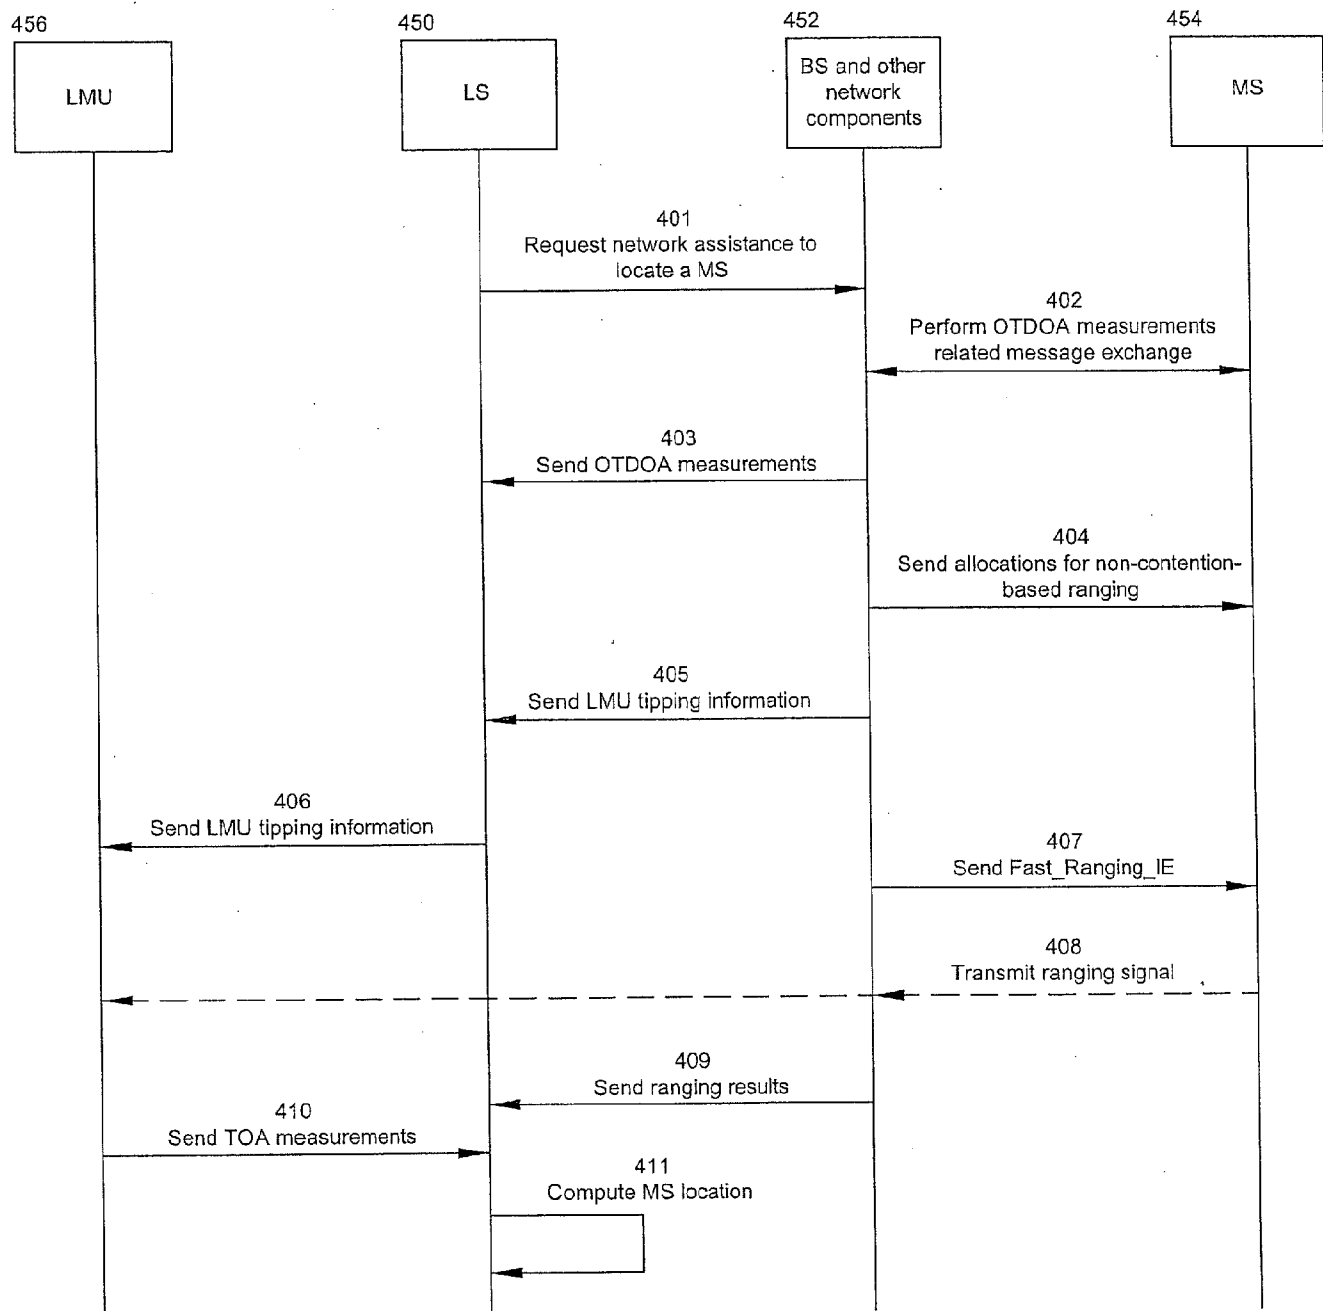 456
450
452
454
LMU
LS
BS and other
network
components
MS
401
Request network assistance to
locate a MS
402
Perform OTDOA measurements
related message exchange
403
Send OTDOA measurements
404
Send allocations for non-contention-
based ranging
405
Send LMU tipping information
406
Send LMU tipping information
407
Send Fast_Ranging_IE
408
Transmit ranging signal
409
Send ranging results
410
Send TOA measurements
411
Compute MS location